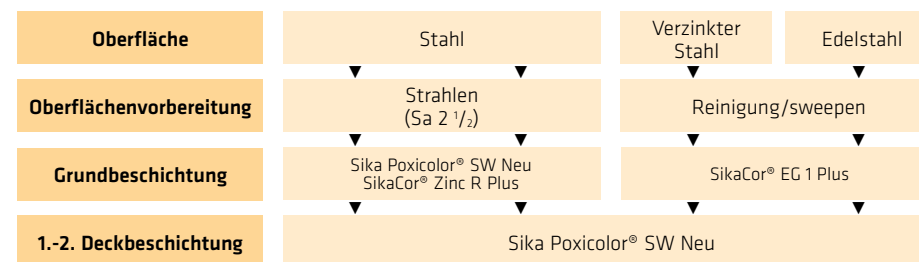 Oberfläche
Stahl
Verzinkter
Stahl
Edelstahl
Oberflächenvorbereitung
Strahlen
(Sa 2 ¹/₂)
Reinigung/sweepen
Grundbeschichtung
Sika Poxicolor® SW Neu
SikaCor® Zinc R Plus
SikaCor® EG 1 Plus
1.-2. Deckbeschichtung
Sika Poxicolor® SW Neu